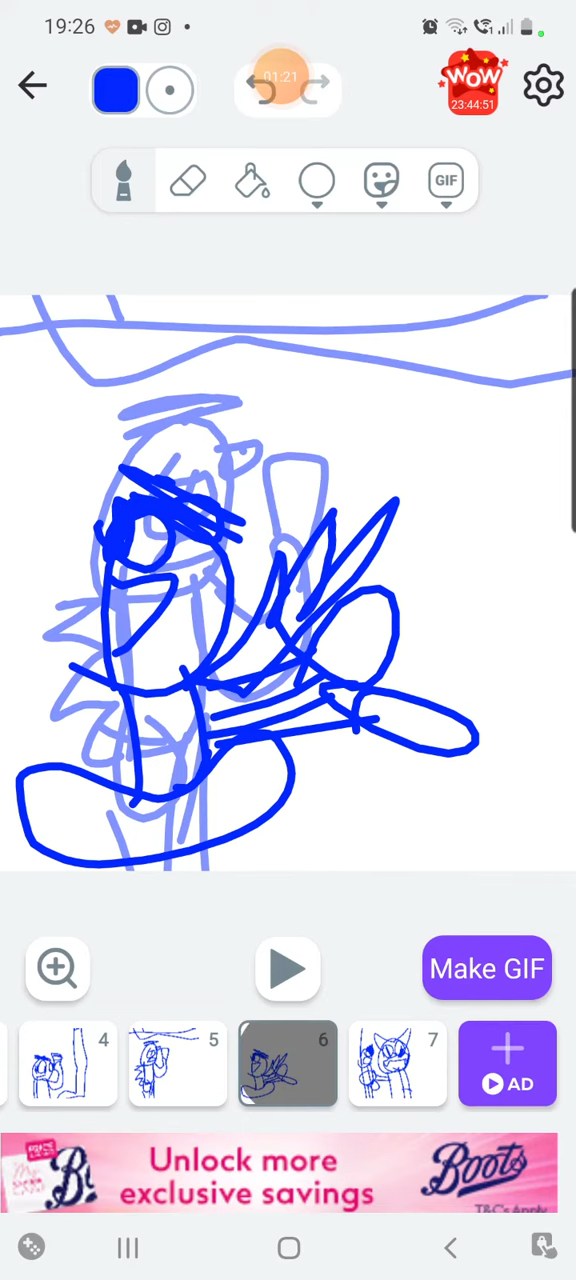 19:26
01:21
WOW
23:44:51
GIF
Make GIF
4
5
6
7
AD
Unlock more
exclusive savings
Boots
T&C's Apply